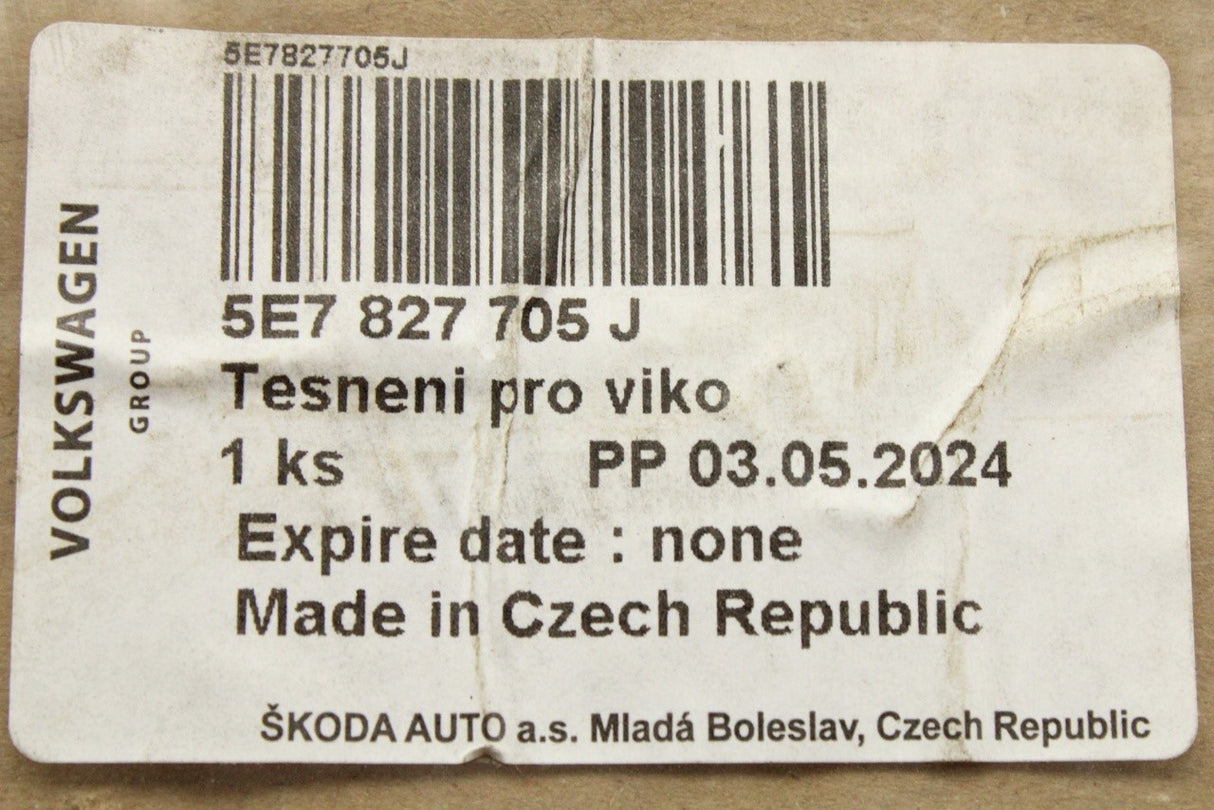 5E7827705J
5E7 827 705 J
Tesneni pro viko
1 ks PP 03.05.2024
Expire date : none
Made in Czech Republic
ŠKODA AUTO a.s. Mladá Boleslav, Czech Republic
VOLKSWAGEN
GROUP